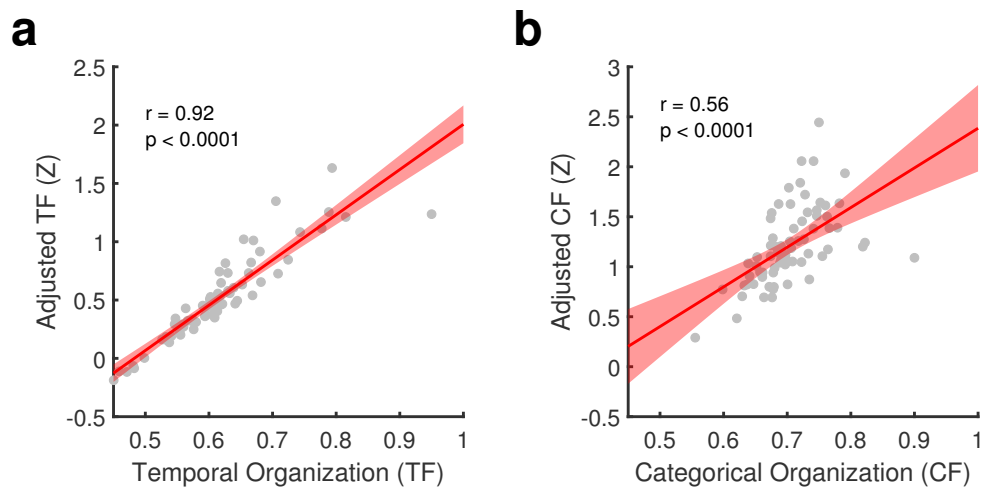 a
2.5
2
1.5
1
0.5
0
-0.5
Adjusted TF (Z)
r = 0.92
p < 0.0001
0.5 0.6 0.7 0.8 0.9 1
Temporal Organization (TF)
b
3
2.5
2
1.5
1
0.5
0
-0.5
Adjusted CF (Z)
r = 0.56
p < 0.0001
0.5 0.6 0.7 0.8 0.9 1
Categorical Organization (CF)